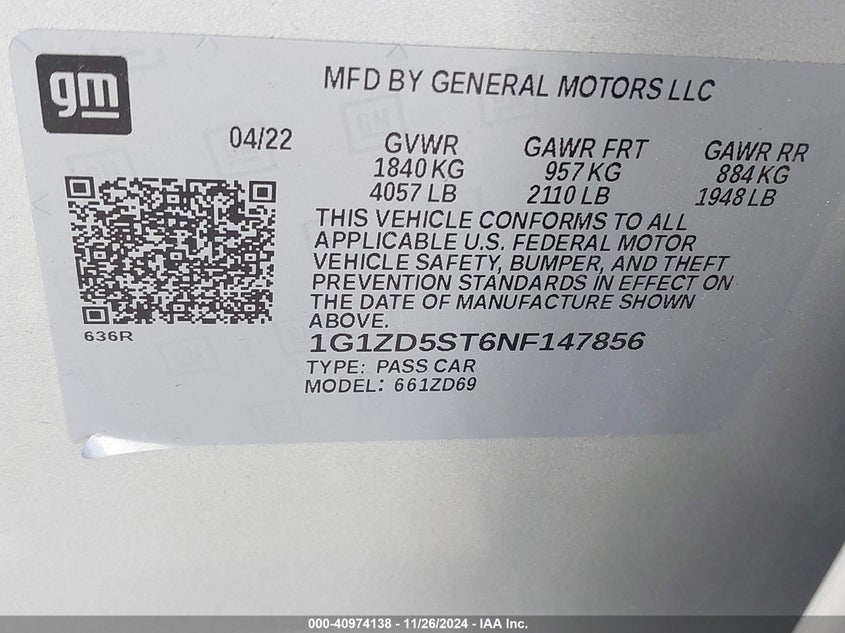 gm
MFD BY GENERAL MOTORS LLC
04/22
GVWR
1840 KG
4057 LB
GAWR FRT
957 KG
2110 LB
GAWR RR
884 KG
1948 LB
THIS VEHICLE CONFORMS TO ALL
APPLICABLE U.S. FEDERAL MOTOR
VEHICLE SAFETY, BUMPER, AND THEFT
PREVENTION STANDARDS IN EFFECT ON
THE DATE OF MANUFACTURE SHOWN
ABOVE.
636R
1G1ZD5ST6NF147856
TYPE: PASS CAR
MODEL: 661ZD69
000-40974138 - 11/26/2024 - IAA Inc.